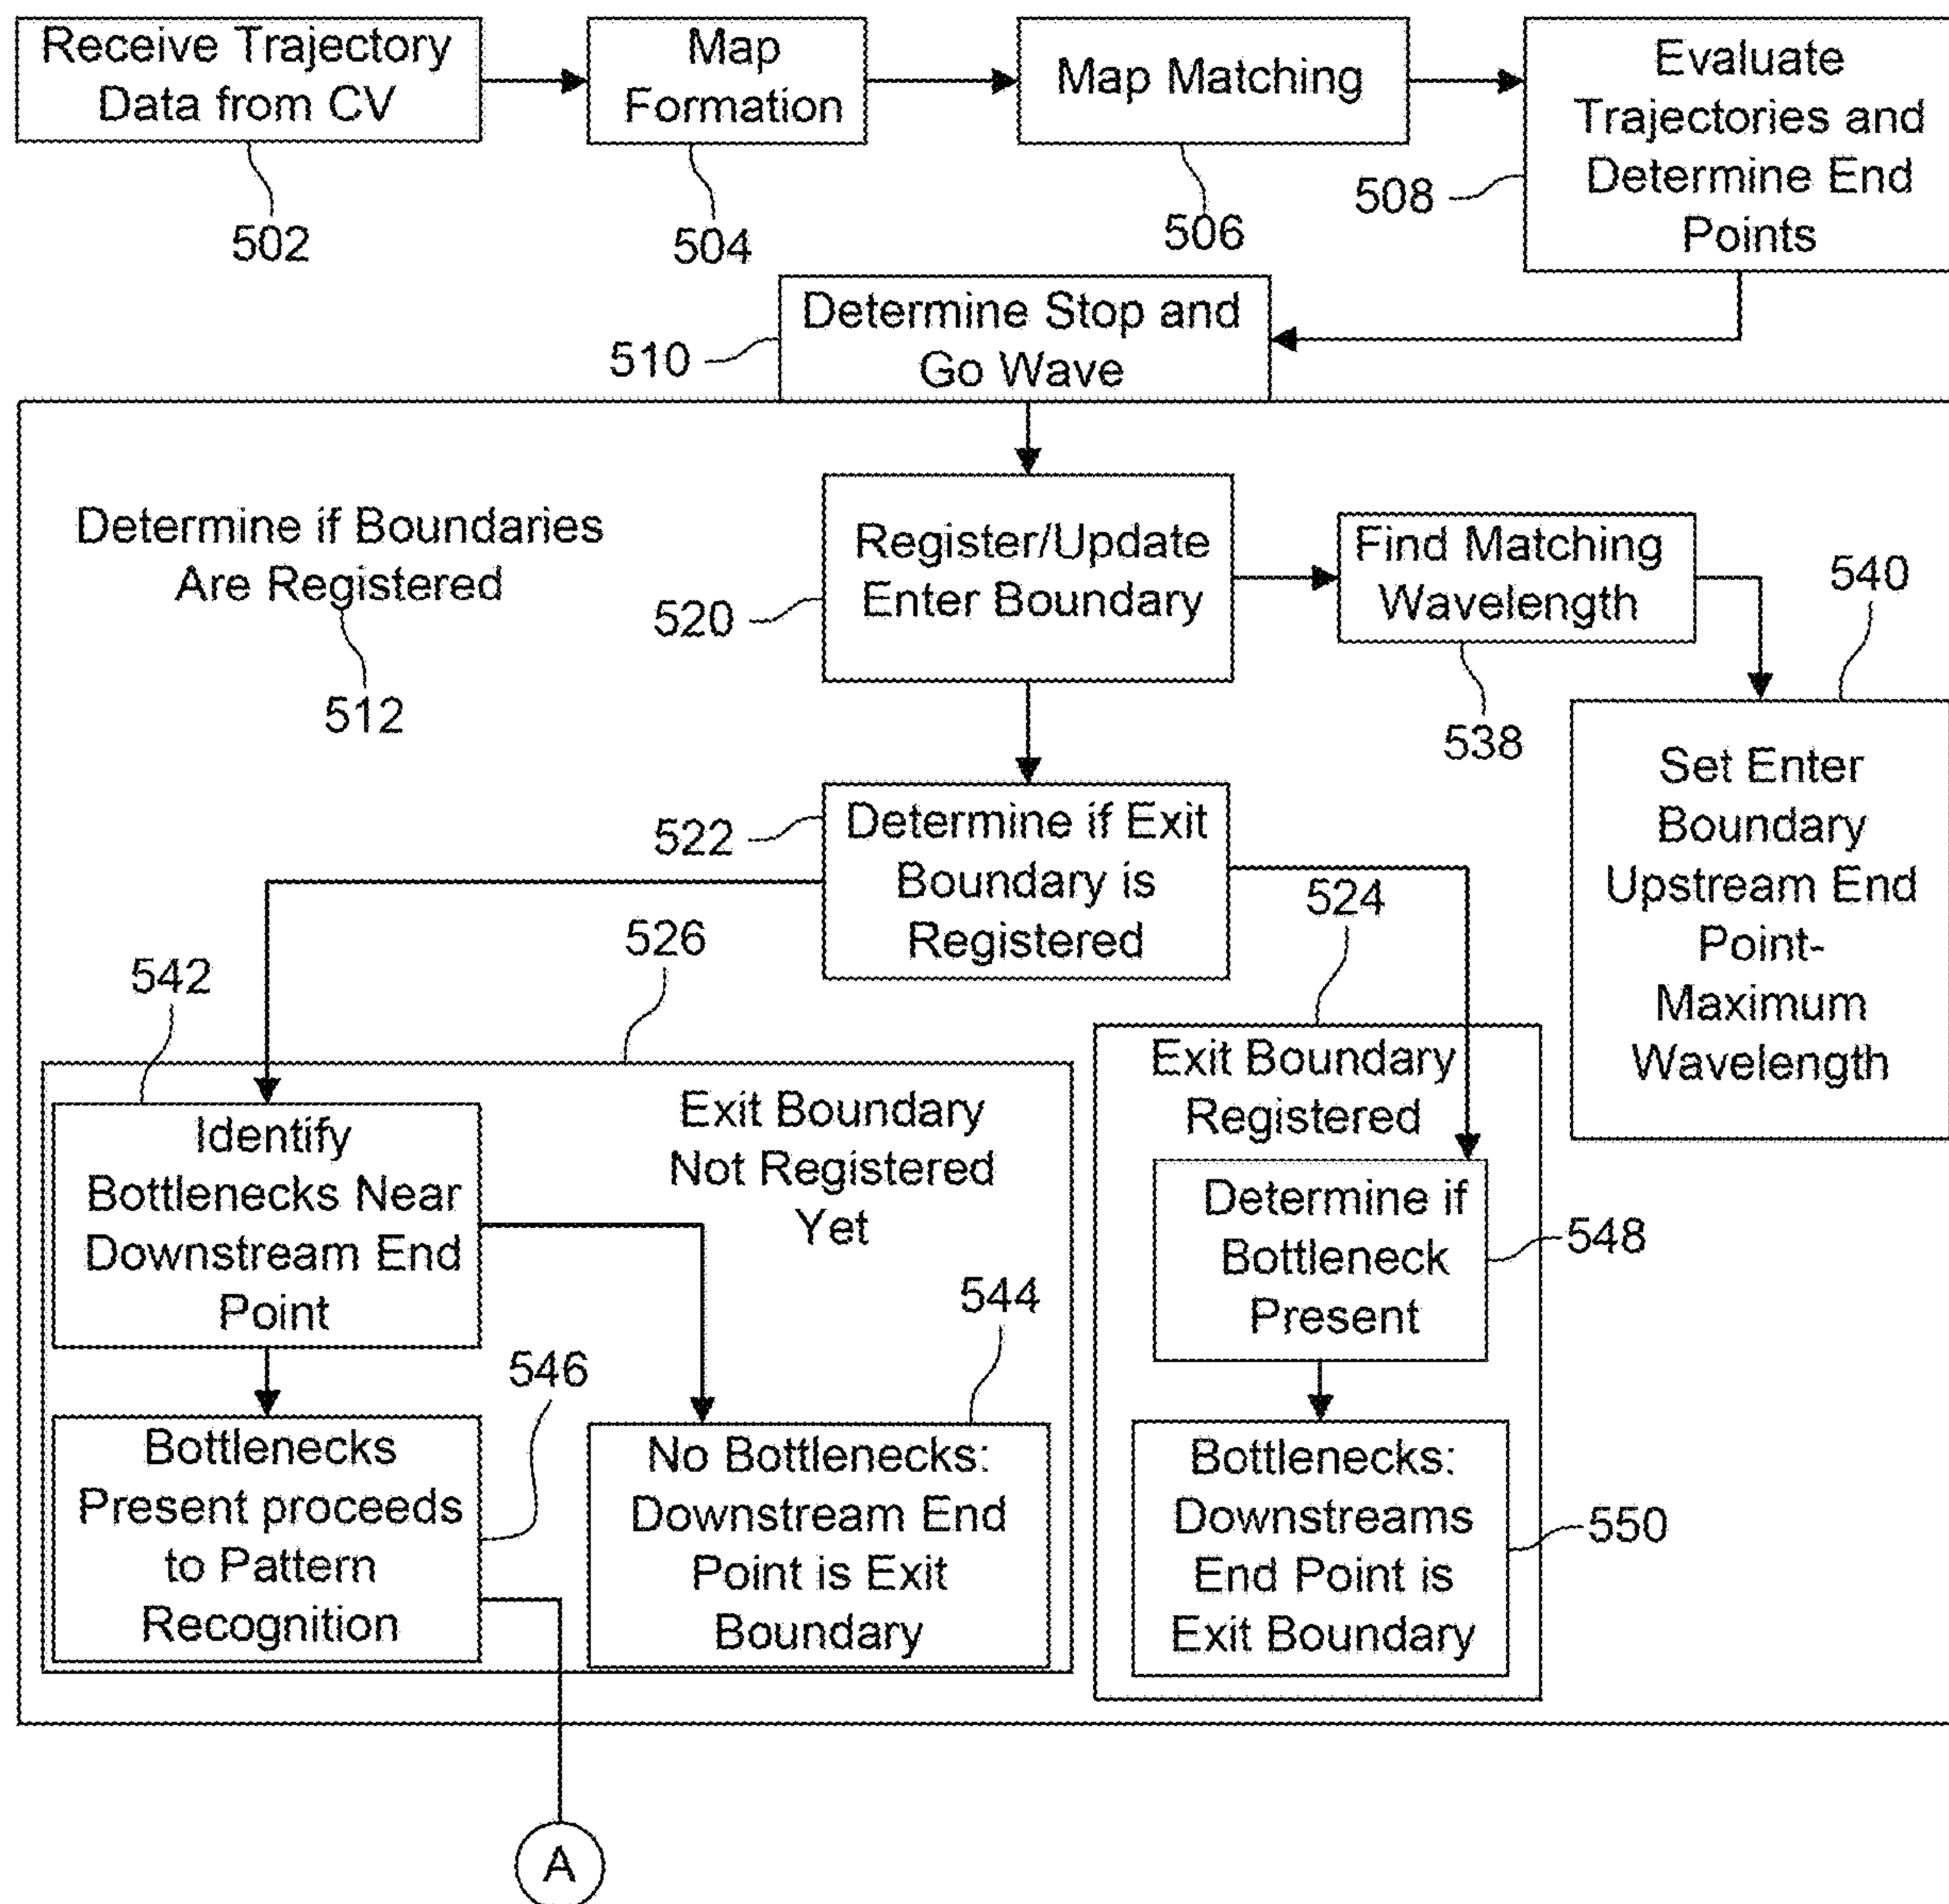 Receive Trajectory
Data from CV
502
Map
Formation
504
Map Matching
506
Evaluate
Trajectories and
Determine End
Points
508
Determine Stop and
Go Wave
510
Determine if Boundaries
Are Registered
512
Register/Update
Enter Boundary
520
Find Matching
Wavelength
538
540
Set Enter
Boundary
Upstream End
Point-
Maximum
Wavelength
Determine if Exit
Boundary is
Registered
522
524
526
542
Identify
Bottlenecks Near
Downstream End
Point
Exit Boundary
Not Registered
Yet
544
546
Bottlenecks
Present proceeds
to Pattern
Recognition
No Bottlenecks:
Downstream End
Point is Exit
Boundary
Exit Boundary
Registered
Determine if
Bottleneck
Present
548
Bottlenecks:
Downstreams
End Point is
Exit Boundary
550
A